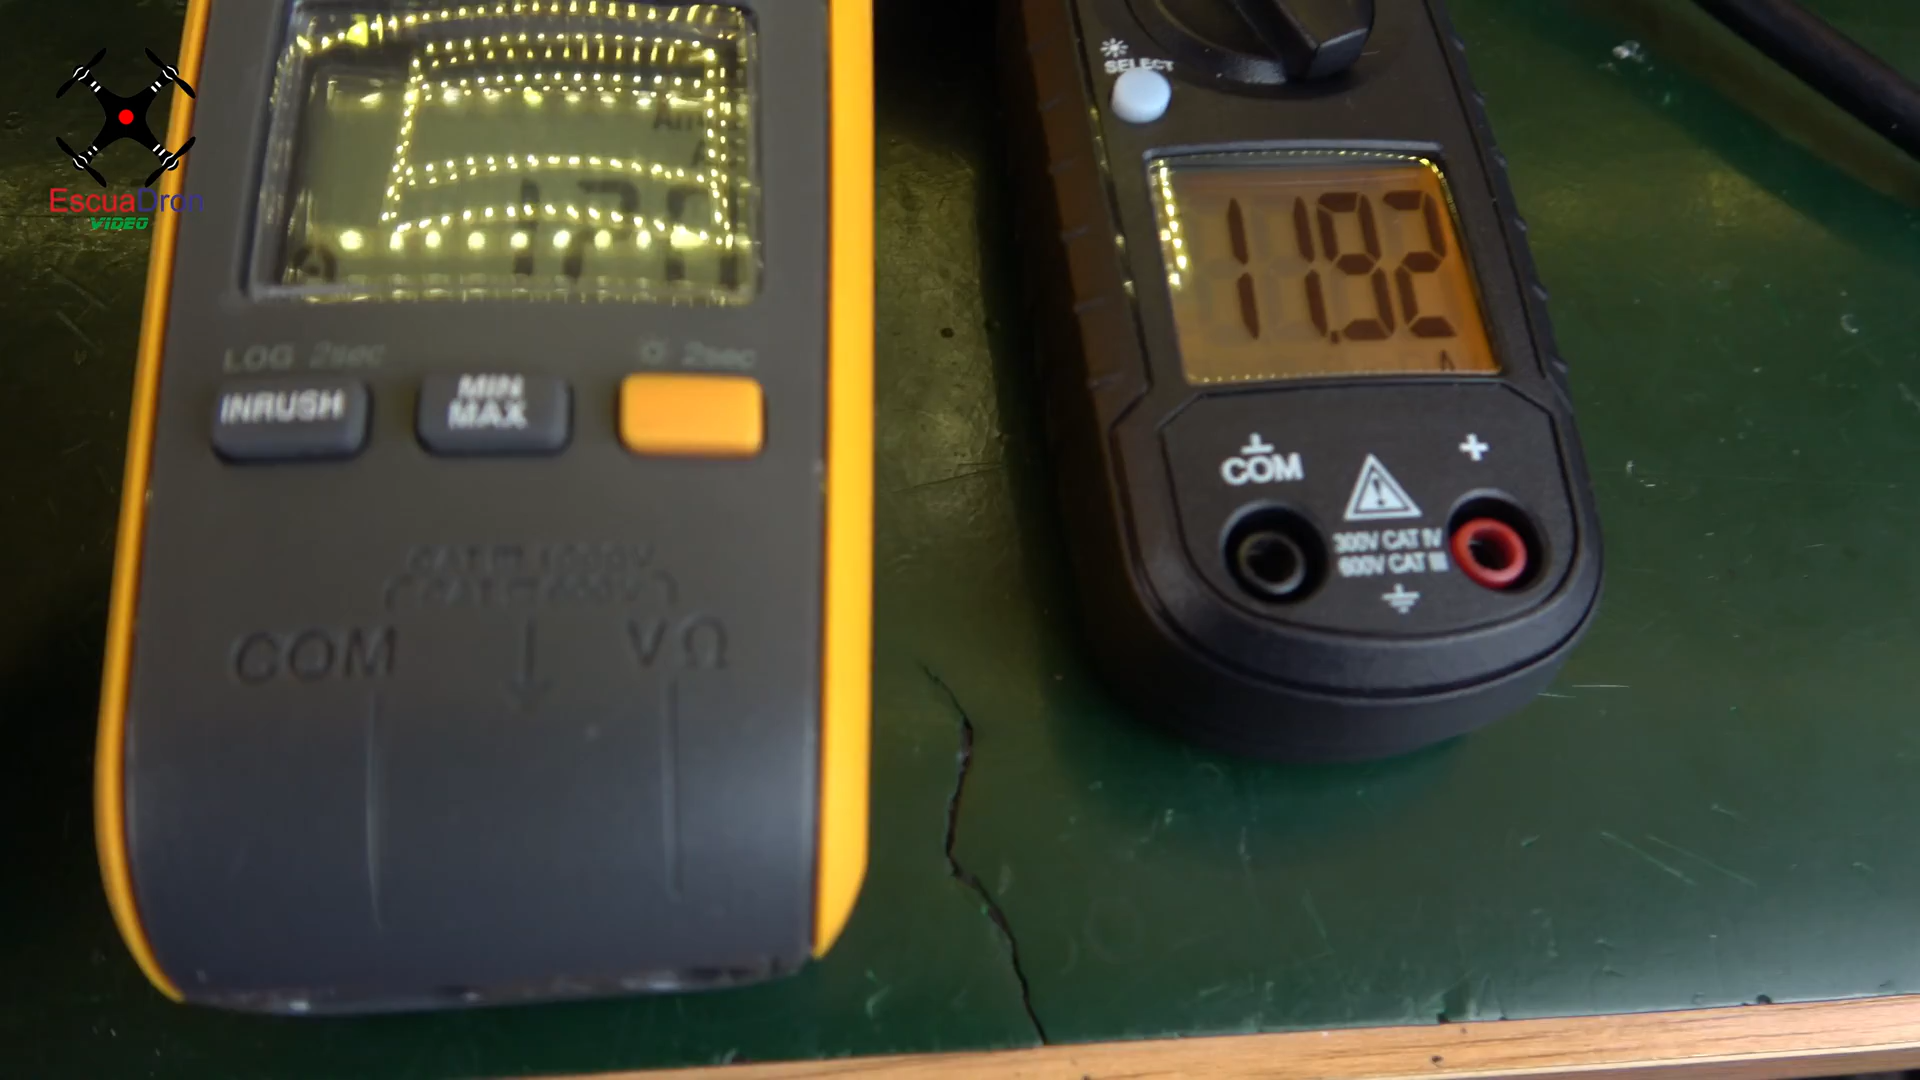 EscuaDron
VIDEO
LOG 2sec
2sec
INRUSH
MIN
MAX
COM
VΩ
SELECT
11.92
A
COM
+
300V CAT IV
600V CAT III